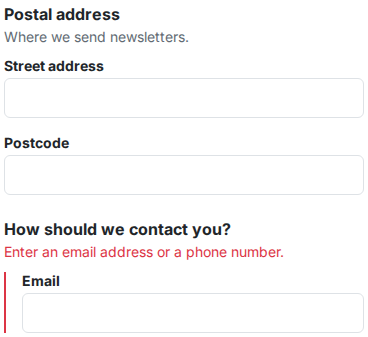 Postal address
Where we send newsletters.
Street address
Postcode
How should we contact you?
Enter an email address or a phone number.
Email